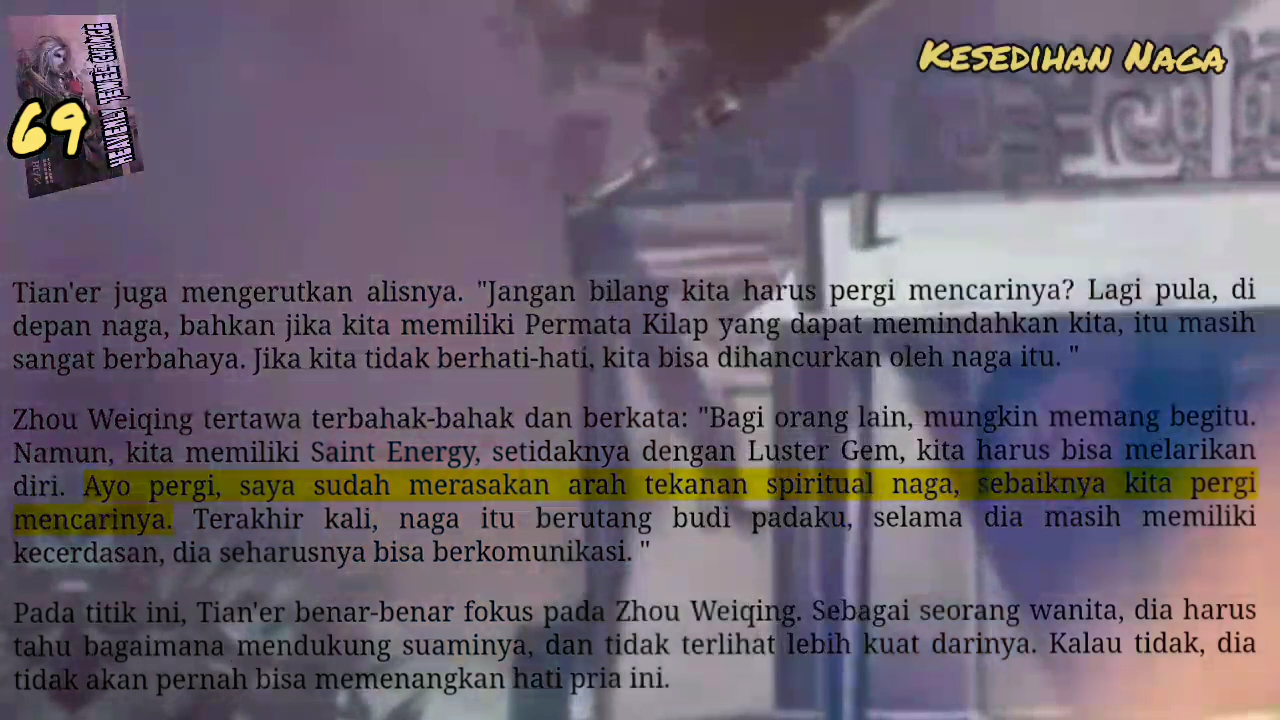 Kesedihan Naga
HEAVENLY JEWEL CHANGE
69
Tian'er juga mengerutkan alisnya. "Jangan bilang kita harus pergi mencarinya? Lagi pula, di
depan naga, bahkan jika kita memiliki Permata Kilap yang dapat memindahkan kita, itu masih
sangat berbahaya. Jika kita tidak berhati-hati, kita bisa dihancurkan oleh naga itu. "
Zhou Weiqing tertawa terbahak-bahak dan berkata: "Bagi orang lain, mungkin memang begitu.
Namun, kita memiliki Saint Energy, setidaknya dengan Luster Gem, kita harus bisa melarikan
diri. Ayo pergi, saya sudah merasakan arah tekanan spiritual naga, sebaiknya kita pergi
mencarinya. Terakhir kali, naga itu berutang budi padaku, selama dia masih memiliki
kecerdasan, dia seharusnya bisa berkomunikasi. "
Pada titik ini, Tian'er benar-benar fokus pada Zhou Weiqing. Sebagai seorang wanita, dia harus
tahu bagaimana mendukung suaminya, dan tidak terlihat lebih kuat darinya. Kalau tidak, dia
tidak akan pernah bisa memenangkan hati pria ini.